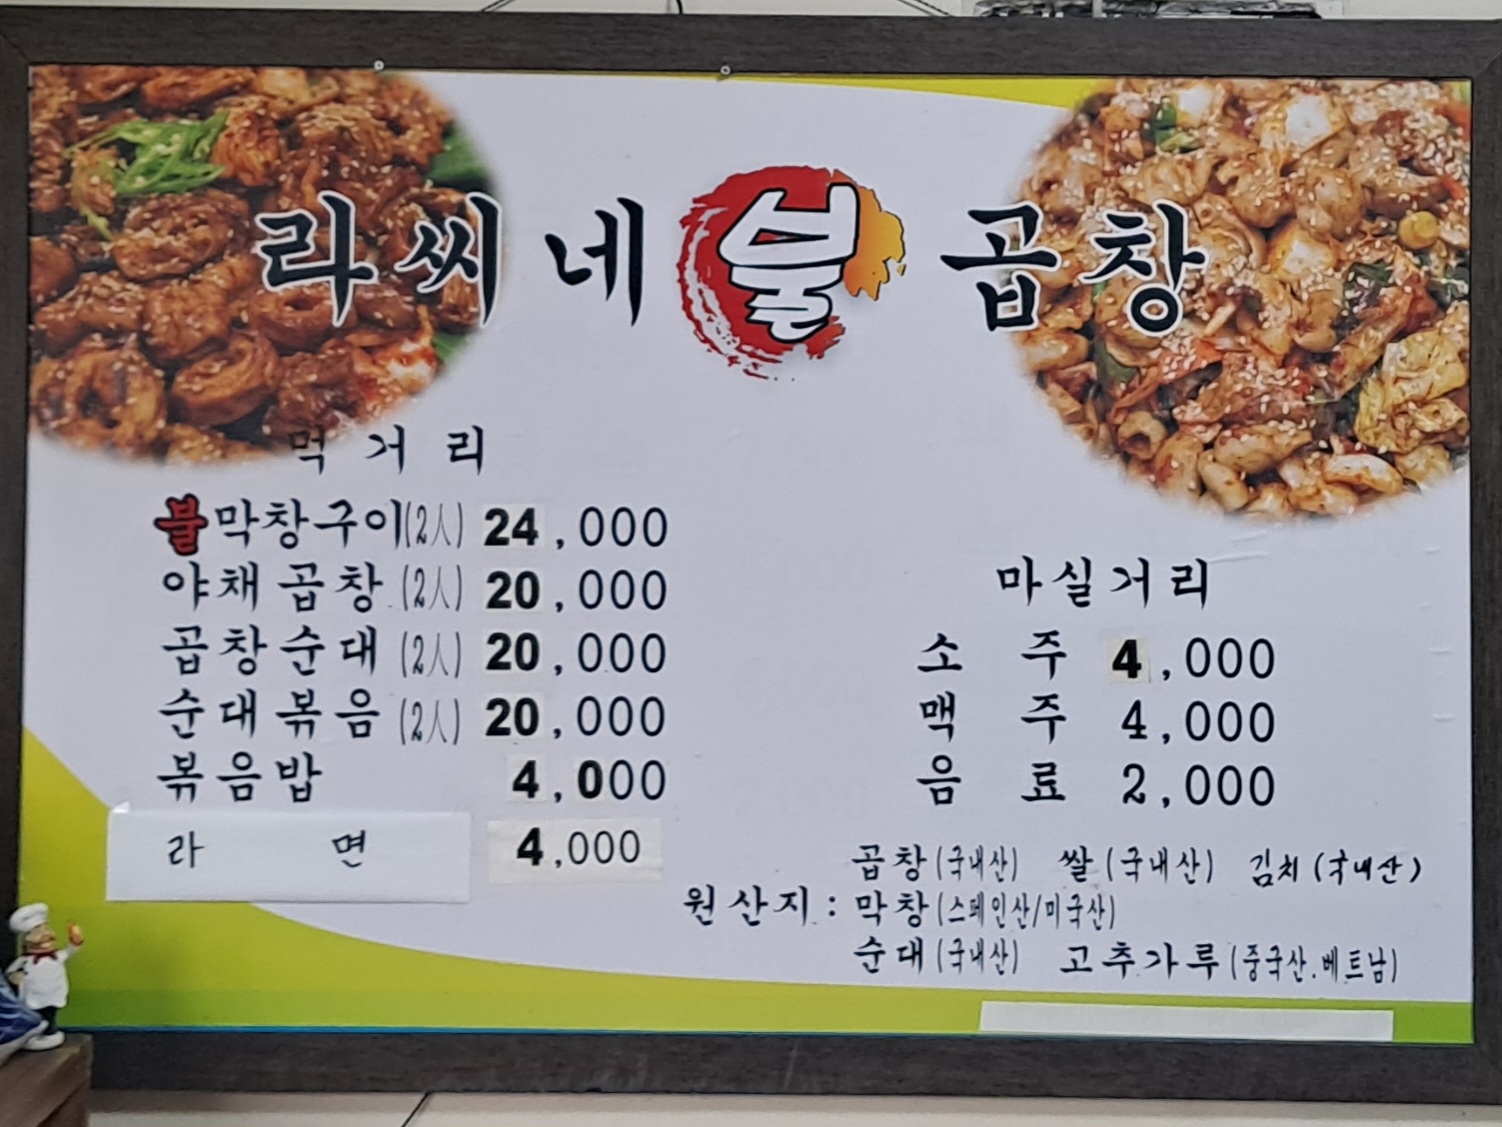 라씨네 불 곱창
먹거리
불막창구이(2人) 24,000
야채곱창(2人) 20,000
곱창순대(2人) 20,000
순대볶음(2人) 20,000
볶음밥 4,000
라면 4,000
마실거리
소주 4,000
맥주 4,000
음료 2,000
곱창(국내산) 쌀(국내산) 김치(국내산)
원산지: 막창(스페인산/미국산)
순대(국내산) 고추가루(중국산.베트남)